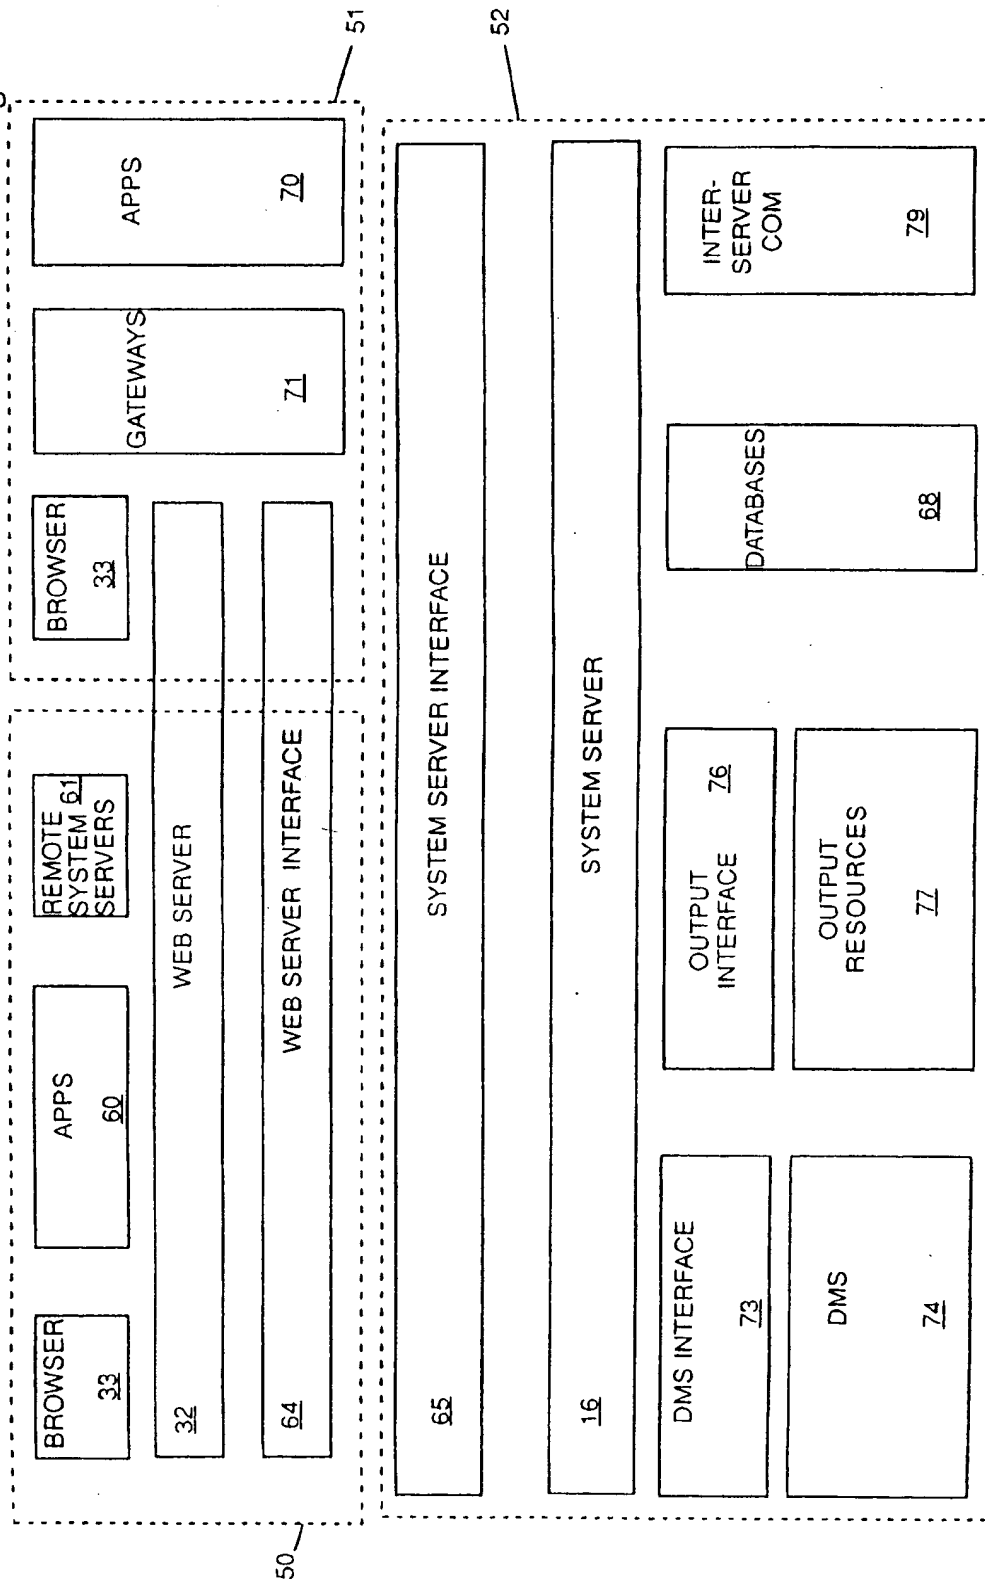 BROWSER
33
APPS
60
REMOTE
SYSTEM 61
SERVERS
BROWSER
33
GATEWAYS
71
APPS
70
51
32
WEB SERVER
64
WEB SERVER INTERFACE
50
52
65
SYSTEM SERVER INTERFACE
16
SYSTEM SERVER
DMS INTERFACE
73
OUTPUT
INTERFACE
76
DATABASES
68
INTER-
SERVER
COM
79
DMS
74
OUTPUT
RESOURCES
77